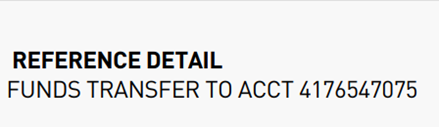 REFERENCE DETAIL
FUNDS TRANSFER TO ACCT 4176547075